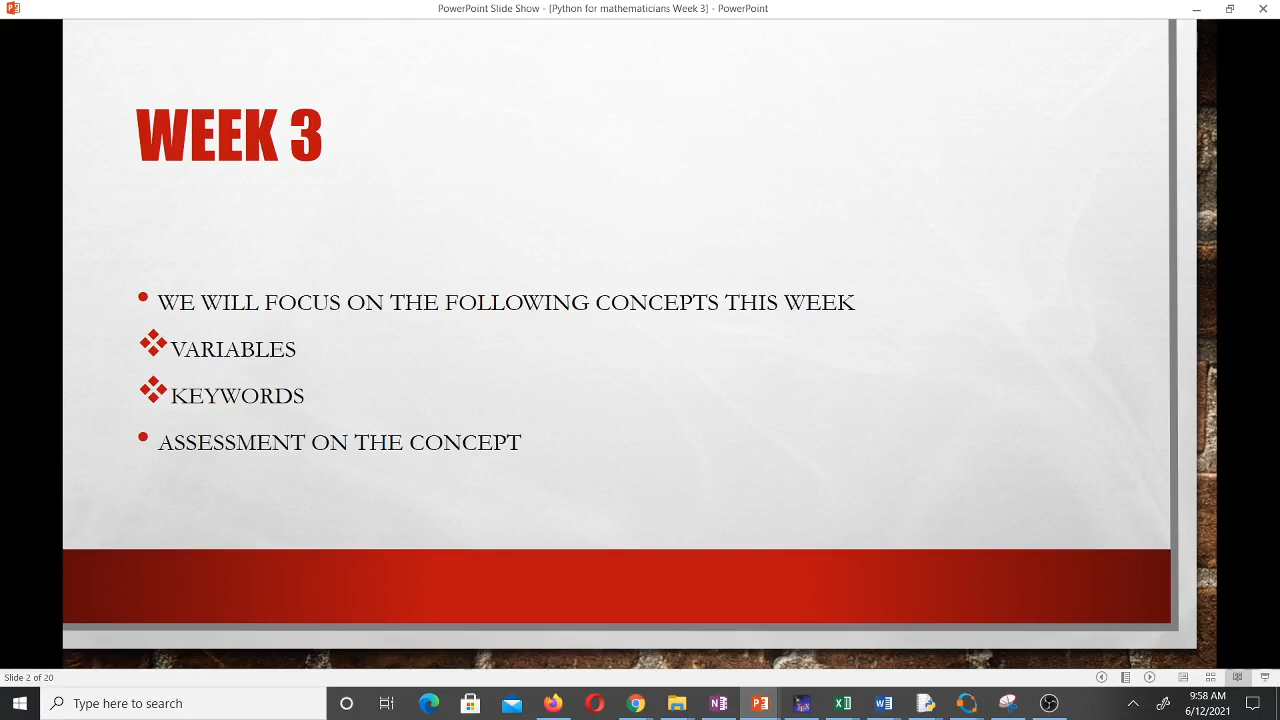 PowerPoint Slide Show - [Python for mathematicians Week 3] - PowerPoint
WEEK 3
WE WILL FOCUS ON THE FOLLOWING CONCEPTS THIS WEEK
VARIABLES
KEYWORDS
ASSESSMENT ON THE CONCEPT
Slide 2 of 20
Type here to search
9:58 AM
6/12/2021